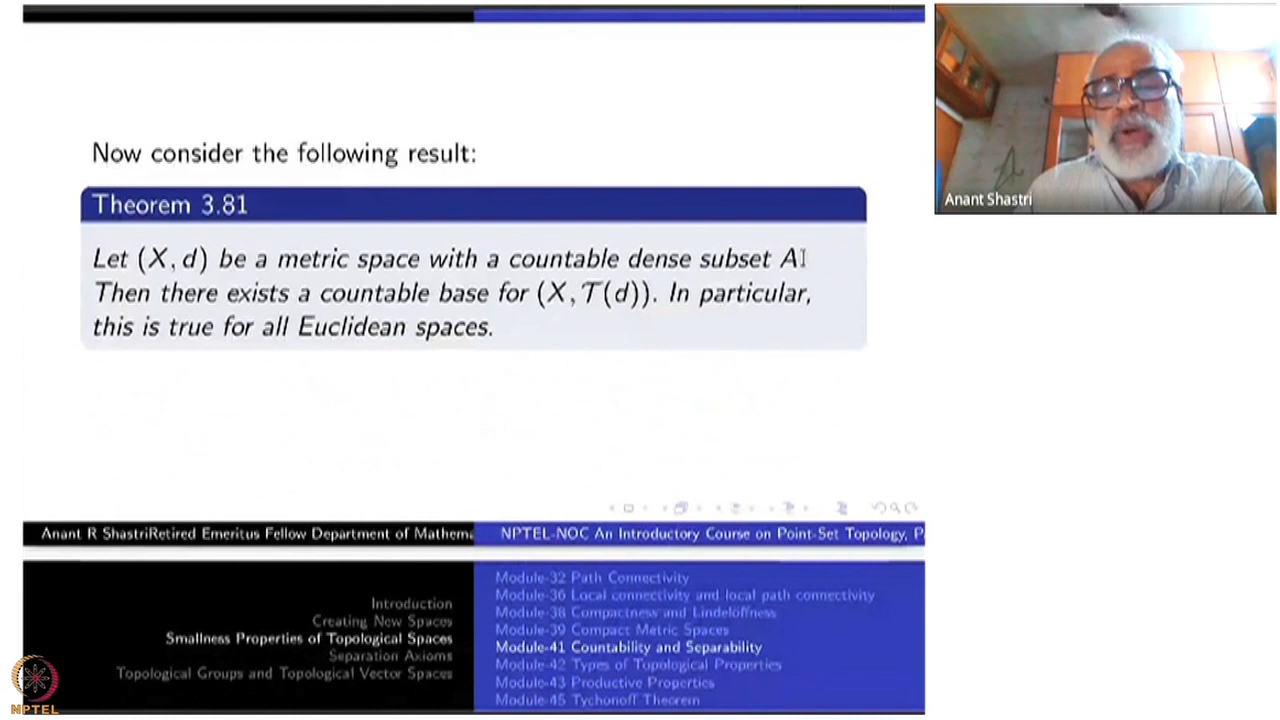 Now consider the following result:
Theorem 3.81
Let (X, d) be a metric space with a countable dense subset A
Then there exists a countable base for (X, 𝒯(d)). In particular,
this is true for all Euclidean spaces.
Anant Shastri
Anant R ShastriRetired Emeritus Fellow Department of Mathema
NPTEL-NOC An Introductory Course on Point-Set Topology, P
Introduction
Creating New Spaces
Smallness Properties of Topological Spaces
Separation Axioms
Topological Groups and Topological Vector Spaces
Module-32 Path Connectivity
Module-36 Local connectivity and local path connectivity
Module-38 Compactness and Lindelöffness
Module-39 Compact Metric Spaces
Module-41 Countability and Separability
Module-42 Types of Topological Properties
Module-43 Productive Properties
Module-45 Tychonoff Theorem
NPTEL